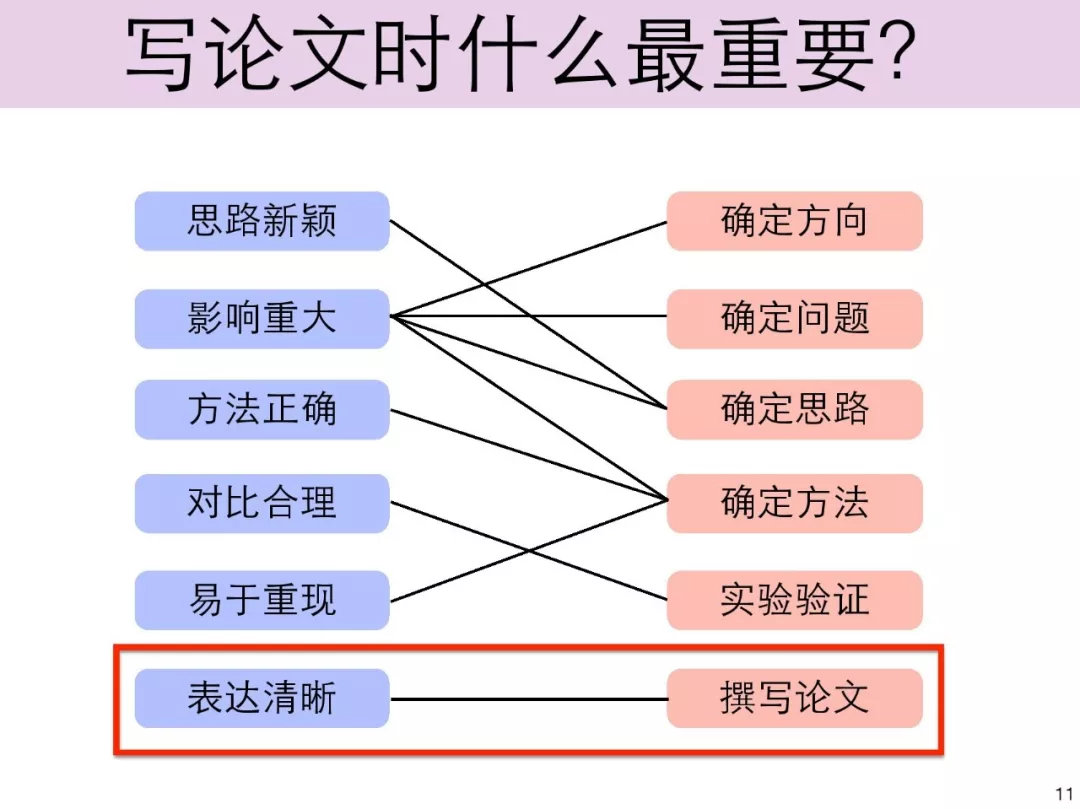 写论文时什么最重要?
思路新颖
确定方向
影响重大
确定问题
方法正确
确定思路
对比合理
确定方法
易于重现
实验验证
表达清晰
撰写论文
11